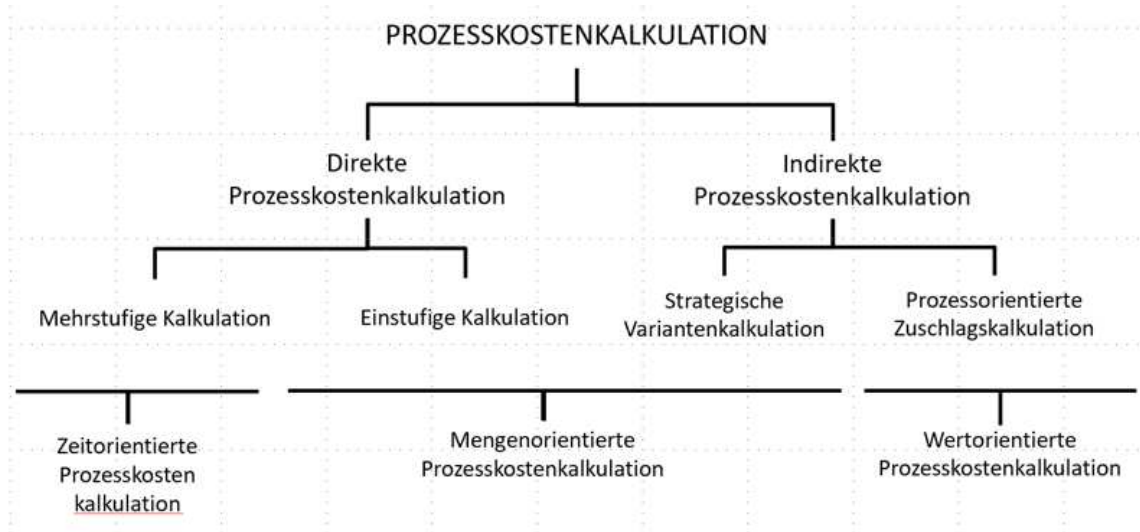 PROZESSKOSTENKALKULATION
Direkte
Prozesskostenkalkulation
Indirekte
Prozesskostenkalkulation
Mehrstufige Kalkulation
Einstufige Kalkulation
Strategische
Variantenkalkulation
Prozessorientierte
Zuschlagskalkulation
Zeitorientierte
Prozesskosten
kalkulation
Mengenorientierte
Prozesskostenkalkulation
Wertorientierte
Prozesskostenkalkulation